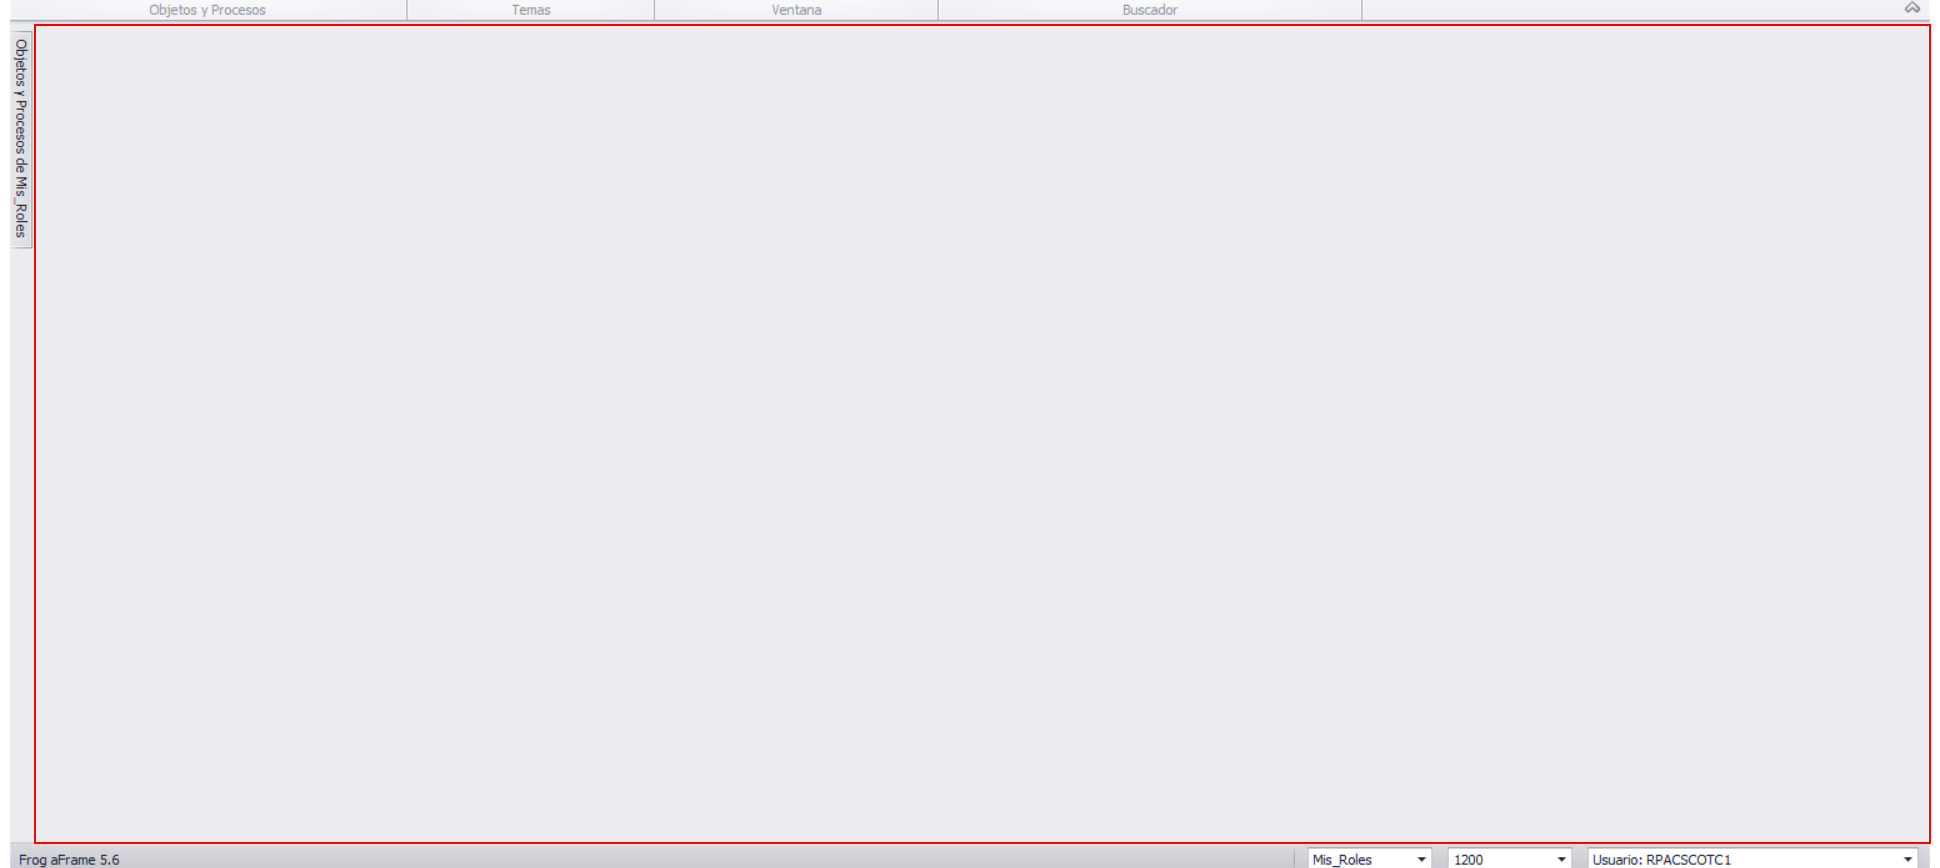 Objetos y Procesos
Temas
Ventana
Buscador
Objetos y Procesos de Mis_Roles
Frog aFrame 5.6
Mis_Roles
1200
Usuario: RPACSCOTC1